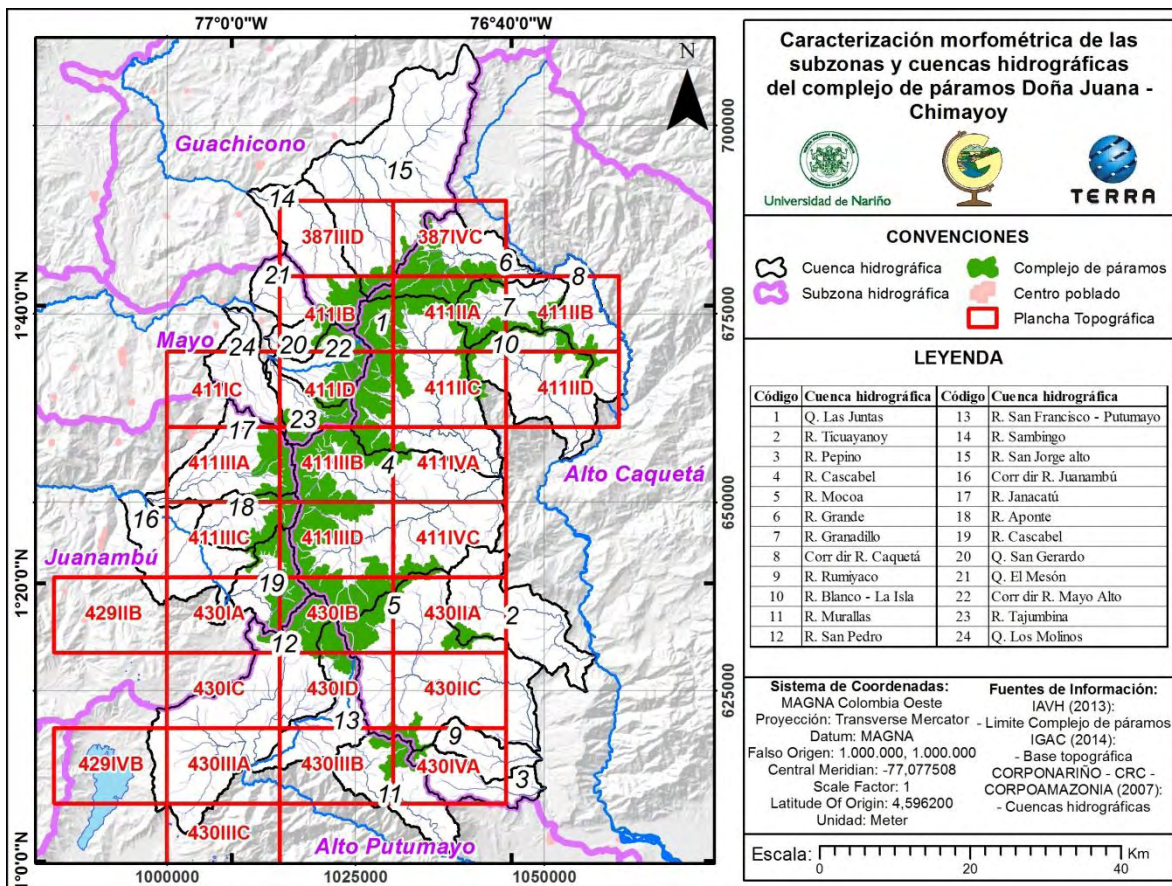 77°0'0"W
76°40'0"W
N
1°40'0"N
1°20'0"N
1°0'0"N
700000
675000
650000
625000
1000000
1025000
1050000
Guachicono
Mayo
Juanambú
Alto Caquetá
Alto Putumayo
15
14
387IIID
387IVC
6
8
21
411IB
1
411IIA
7
411IIB
24
20
22
10
411IC
411ID
411IIC
411IID
23
17
411IIIA
411IIIB
4
411IVA
16
18
411IIIC
411IIID
411IVC
19
5
429IIB
430IA
430IB
430IIA
2
12
430IC
430ID
430IIC
13
9
429IVB
430IIIA
430IIIB
430IVA
3
11
430IIIC
Caracterización morfométrica de las
subzonas y cuencas hidrográficas
del complejo de páramos Doña Juana -
Chimayoy
Universidad de Nariño
TERRA
CONVENCIONES
Cuenca hidrográfica
Complejo de páramos
Subzona hidrográfica
Centro poblado
Plancha Topográfica
LEYENDA
Código Cuenca hidrográfica Código Cuenca hidrográfica
1 Q. Las Juntas 13 R. San Francisco - Putumayo
2 R. Ticuayanoy 14 R. Sambingo
3 R. Pepino 15 R. San Jorge alto
4 R. Cascabel 16 Corr dir R. Juanambú
5 R. Mocoa 17 R. Janacatú
6 R. Grande 18 R. Aponte
7 R. Granadillo 19 R. Cascabel
8 Corr dir R. Caquetá 20 Q. San Gerardo
9 R. Rumiyaco 21 Q. El Mesón
10 R. Blanco - La Isla 22 Corr dir R. Mayo Alto
11 R. Murallas 23 R. Tajumbina
12 R. San Pedro 24 Q. Los Molinos
Sistema de Coordenadas:
MAGNA Colombia Oeste
Proyección: Transverse Mercator
Datum: MAGNA
Falso Origen: 1.000.000, 1.000.000
Central Meridian: -77,077508
Scale Factor: 1
Latitude Of Origin: 4,596200
Unidad: Meter
Fuentes de Información:
IAVH (2013):
- Limite Complejo de páramos
IGAC (2014):
- Base topográfica
CORPONARIÑO - CRC -
CORPOAMAZONIA (2007):
- Cuencas hidrográficas
Escala:
0 20 40 Km